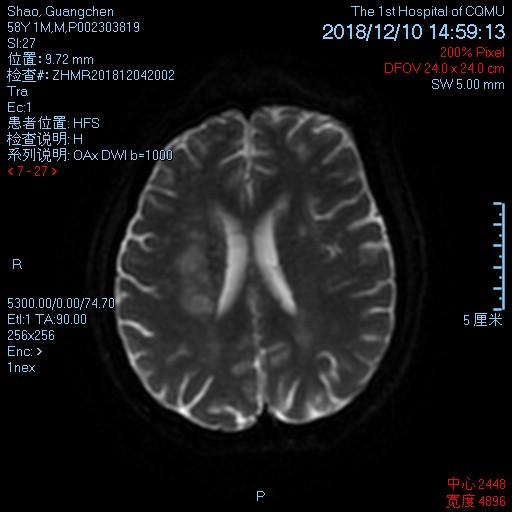 Shao, Guangchen
58Y 1M,M,P002303819
Sl:27
位置: 9.72 mm
检查#: ZHMR201812042002
Tra
Ec:1
患者位置: HFS
检查说明: H
系列说明: OAx DWI b=1000
< 7 - 27 >
The 1st Hospital of CQMU
2018/12/10 14:59:13
200% Pixel
DFOV 24.0 x 24.0 cm
SW 5.00 mm
R
5 厘米
5300.00/0.00/74.70
Etl:1 TA:90.00
256x256
Enc: >
1nex
P
中心 2448
宽度 4896